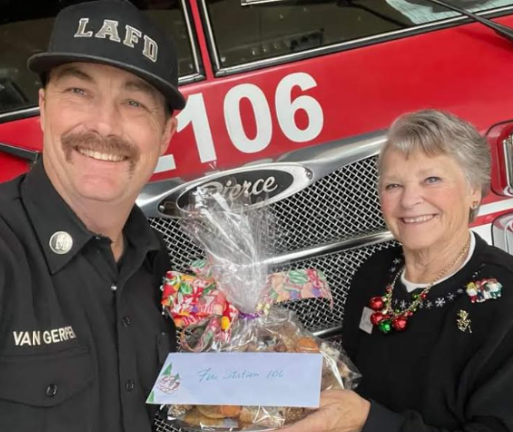 LAFD
106
Pierce
VAN GERPEN
Fire Station 106